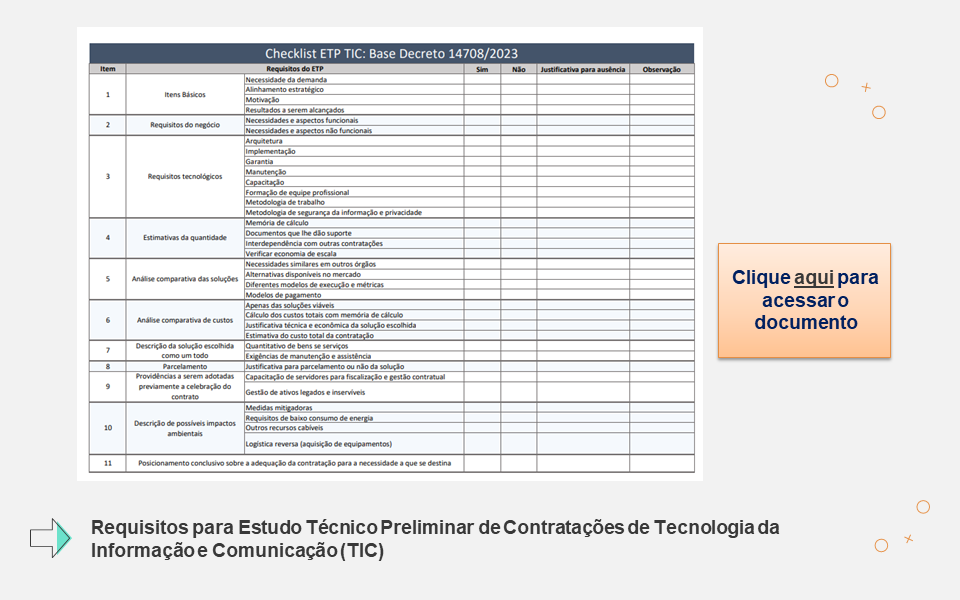 Checklist ETP TIC: Base Decreto 14708/2023
Item Requisitos do ETP Sim Não Justificativa para ausência Observação
1 Itens Básicos
Necessidade da demanda
Alinhamento estratégico
Motivação
Resultados a serem alcançados
2 Requisitos do negócio
Necessidades e aspectos funcionais
Necessidades e aspectos não funcionais
3 Requisitos tecnológicos
Arquitetura
Implementação
Garantia
Manutenção
Capacitação
Formação de equipe profissional
Metodologia de trabalho
Metodologia de segurança da informação e privacidade
4 Estimativas da quantidade
Memória de cálculo
Documentos que lhe dão suporte
Interdependência com outras contratações
Verificar economia de escala
5 Análise comparativa das soluções
Necessidades similares em outros órgãos
Alternativas disponíveis no mercado
Diferentes modelos de execução e métricas
Modelos de pagamento
6 Análise comparativa de custos
Apenas das soluções viáveis
Cálculo dos custos totais com memória de cálculo
Justificativa técnica e econômica da solução escolhida
Estimativa do custo total da contratação
7 Descrição da solução escolhida
como um todo
Quantitativo de bens se serviços
Exigências de manutenção e assistência
8 Parcelamento Justificativa para parcelamento ou não da solução
9 Providências a serem adotadas
previamente a celebração do
contrato
Capacitação de servidores para fiscalização e gestão contratual
Gestão de ativos legados e inservíveis
10 Descrição de possíveis impactos
ambientais
Medidas mitigadoras
Requisitos de baixo consumo de energia
Outros recursos cabíveis
Logística reversa (aquisição de equipamentos)
11 Posicionamento conclusivo sobre a adequação da contratação para a necessidade a que se destina
Clique aqui para
acessar o
documento
Requisitos para Estudo Técnico Preliminar de Contratações de Tecnologia da
Informação e Comunicação (TIC)